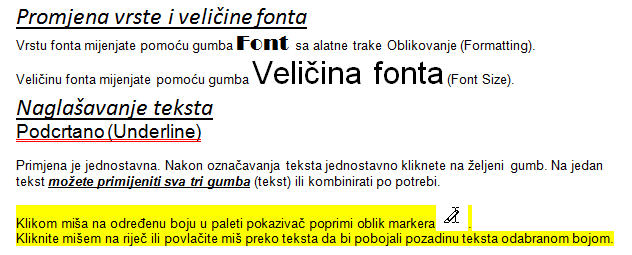 Promjena vrste i veličine fonta
Vrstu fonta mijenjate pomoću gumba Font sa alatne trake Oblikovanje (Formatting).
Veličinu fonta mijenjate pomoću gumba Veličina fonta (Font Size).
Naglašavanje teksta
Podcrtano (Underline)
Primjena je jednostavna. Nakon označavanja teksta jednostavno kliknete na željeni gumb. Na jedan
tekst možete primijeniti sva tri gumba (tekst) ili kombinirati po potrebi.
Klikom miša na određenu boju u paleti pokazivač poprimi oblik markera .
Kliknite mišem na riječ ili povlačite miš preko teksta da bi pobojali pozadinu teksta odabranom bojom.